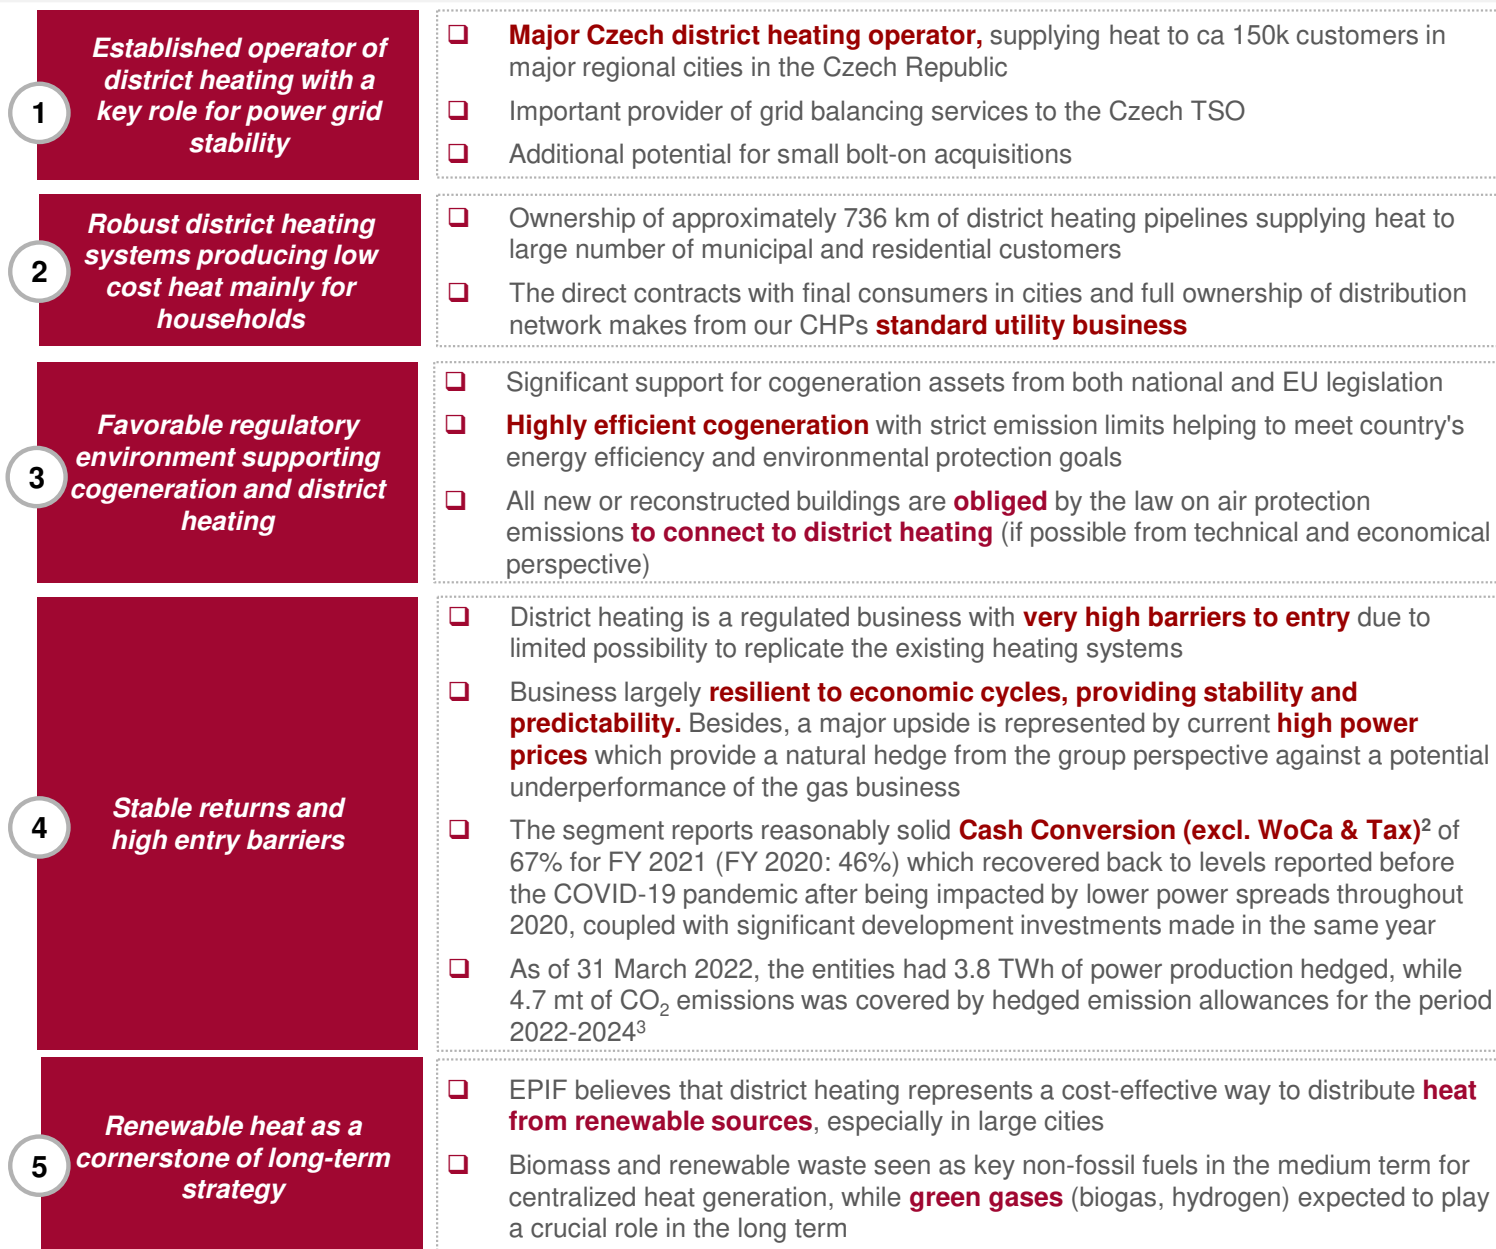 1
Established operator of
district heating with a
key role for power grid
stability
❑ Major Czech district heating operator, supplying heat to ca 150k customers in
major regional cities in the Czech Republic
❑ Important provider of grid balancing services to the Czech TSO
❑ Additional potential for small bolt-on acquisitions
2
Robust district heating
systems producing low
cost heat mainly for
households
❑ Ownership of approximately 736 km of district heating pipelines supplying heat to
large number of municipal and residential customers
❑ The direct contracts with final consumers in cities and full ownership of distribution
network makes from our CHPs standard utility business
3
Favorable regulatory
environment supporting
cogeneration and district
heating
❑ Significant support for cogeneration assets from both national and EU legislation
❑ Highly efficient cogeneration with strict emission limits helping to meet country's
energy efficiency and environmental protection goals
❑ All new or reconstructed buildings are obliged by the law on air protection
emissions to connect to district heating (if possible from technical and economical
perspective)
4
Stable returns and
high entry barriers
❑ District heating is a regulated business with very high barriers to entry due to
limited possibility to replicate the existing heating systems
❑ Business largely resilient to economic cycles, providing stability and
predictability. Besides, a major upside is represented by current high power
prices which provide a natural hedge from the group perspective against a potential
underperformance of the gas business
❑ The segment reports reasonably solid Cash Conversion (excl. WoCa & Tax)² of
67% for FY 2021 (FY 2020: 46%) which recovered back to levels reported before
the COVID-19 pandemic after being impacted by lower power spreads throughout
2020, coupled with significant development investments made in the same year
❑ As of 31 March 2022, the entities had 3.8 TWh of power production hedged, while
4.7 mt of CO₂ emissions was covered by hedged emission allowances for the period
2022-2024³
5
Renewable heat as a
cornerstone of long-term
strategy
❑ EPIF believes that district heating represents a cost-effective way to distribute heat
from renewable sources, especially in large cities
❑ Biomass and renewable waste seen as key non-fossil fuels in the medium term for
centralized heat generation, while green gases (biogas, hydrogen) expected to play
a crucial role in the long term